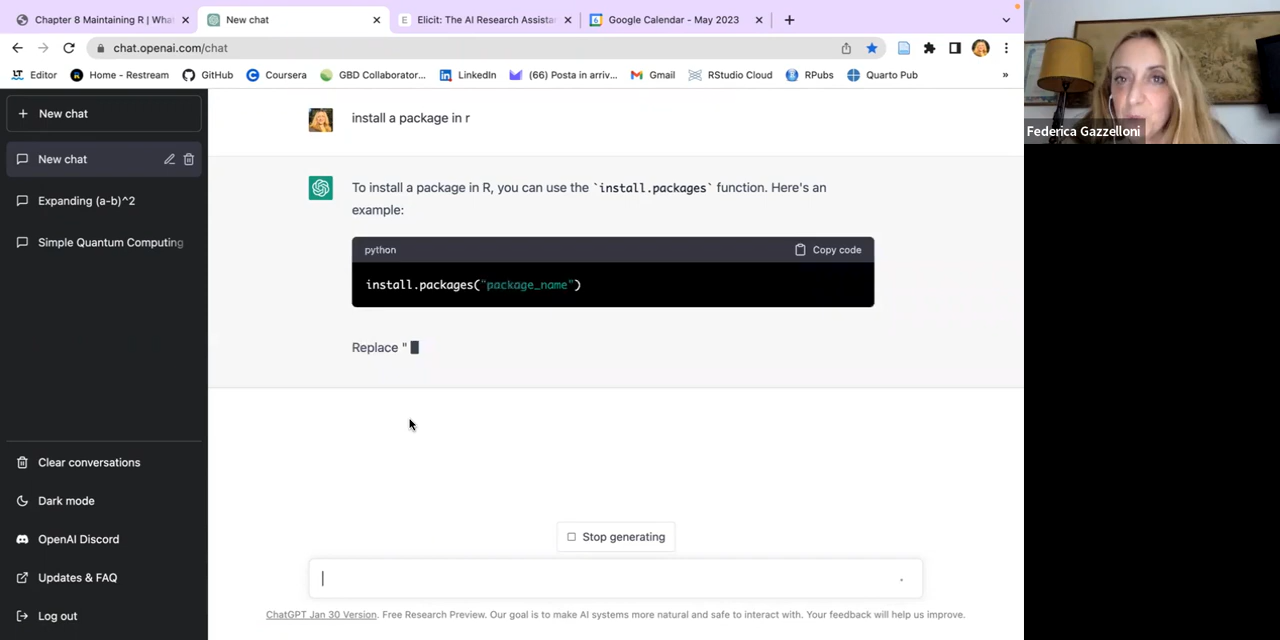 Chapter 8 Maintaining R | Wha
New chat
Elicit: The AI Research Assista
Google Calendar - May 2023
chat.openai.com/chat
Editor
Home - Restream
GitHub
Coursera
GBD Collaborator...
LinkedIn
(66) Posta in arriv...
Gmail
RStudio Cloud
RPubs
Quarto Pub
»
+ New chat
New chat
Expanding (a-b)^2
Simple Quantum Computing
Clear conversations
Dark mode
OpenAI Discord
Updates & FAQ
Log out
install a package in r
To install a package in R, you can use the `install.packages` function. Here's an
example:
python
Copy code
install.packages("package_name")
Replace "
Stop generating
ChatGPT Jan 30 Version. Free Research Preview. Our goal is to make AI systems more natural and safe to interact with. Your feedback will help us improve.
Federica Gazzelloni